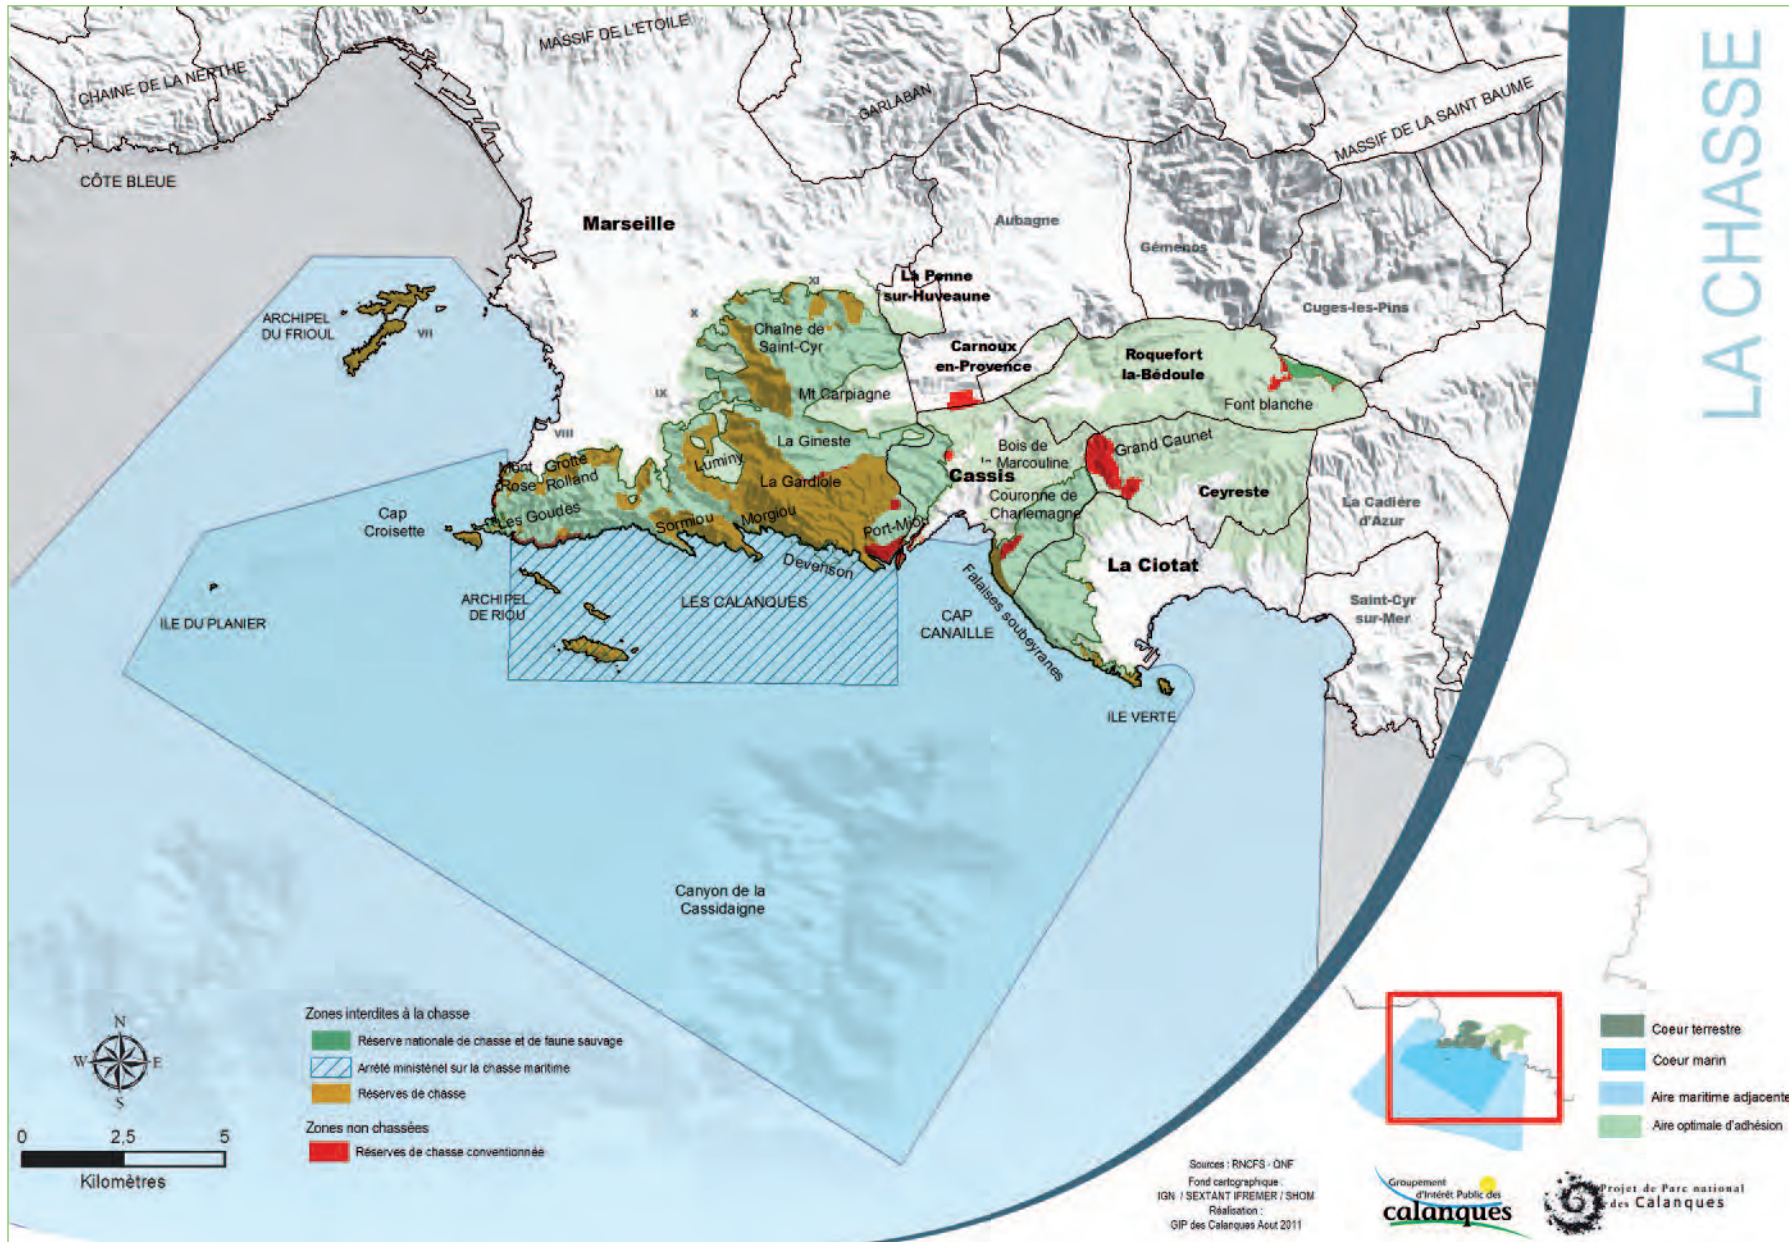 LA CHASSE
MASSIF DE L'ETOILE
CHAINE DE LA NERTHE
GARLABAN
MASSIF DE LA SAINT BAUME
CÔTE BLEUE
Marseille
Aubagne
Gémenos
La Penne
sur-Huveaune
Cuges-les-Pins
ARCHIPEL
DU FRIOUL
VII
X
XI
Chaîne de
Saint-Cyr
Carnoux
en-Provence
Roquefort
la-Bédoule
IX
Mt Carpiagne
Font blanche
VIII
La Gineste
Bois de
la Marcouline
Grand Caunet
Mont
Rose
Grotte
Rolland
Luminy
La Gardiole
Cassis
Ceyreste
La Cadière
d'Azur
Couronne de
Charlemagne
Cap
Croisette
Les Goudes
Sormiou
Morgiou
Port-Miou
Devenson
La Ciotat
ILE DU PLANIER
ARCHIPEL
DE RIOU
LES CALANQUES
CAP
CANAILLE
Falaises soubeyranes
Saint-Cyr
sur-Mer
ILE VERTE
Canyon de la
Cassidaigne
N
W
E
S
0 2,5 5
Kilomètres
Zones interdites à la chasse
Réserve nationale de chasse et de faune sauvage
Arrêté ministériel sur la chasse maritime
Réserves de chasse
Zones non chassées
Réserves de chasse conventionnée
Coeur terrestre
Coeur marin
Aire maritime adjacente
Aire optimale d'adhésion
Sources : RNCFS - ONF
Fond cartographique :
IGN / SEXTANT IFREMER / SHOM
Réalisation :
GIP des Calanques Aout 2011
Groupement
d'Intérêt Public des
calanques
Projet de Parc national
des Calanques